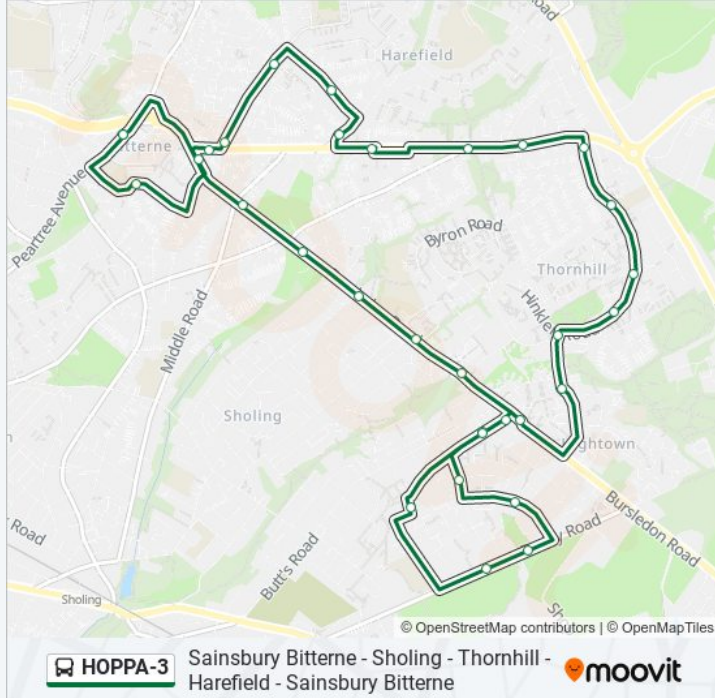 Road
Harefield
Peartree Avenue
Byron Road
Thornhill
Middle Road
Sholing
Bursledon Road
Road
Butt's Road
Sholing
© OpenStreetMap contributors | © OpenMapTiles
HOPPA-3
Sainsbury Bitterne - Sholing - Thornhill -
Harefield - Sainsbury Bitterne
moovit